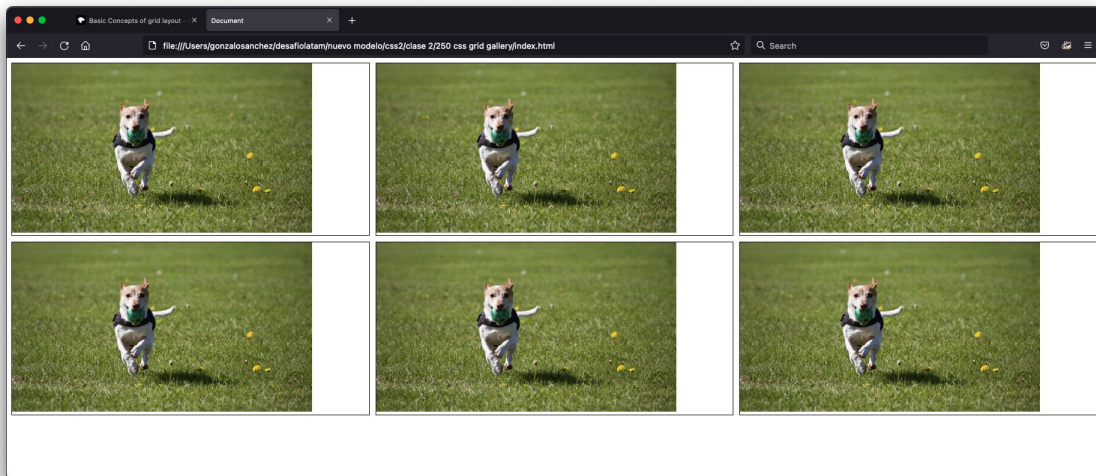 Basic Concepts of grid layout -
Document
file:///Users/gonzalosanchez/desafiolatam/nuevo modelo/css2/clase 2/250 css grid gallery/index.html
Search